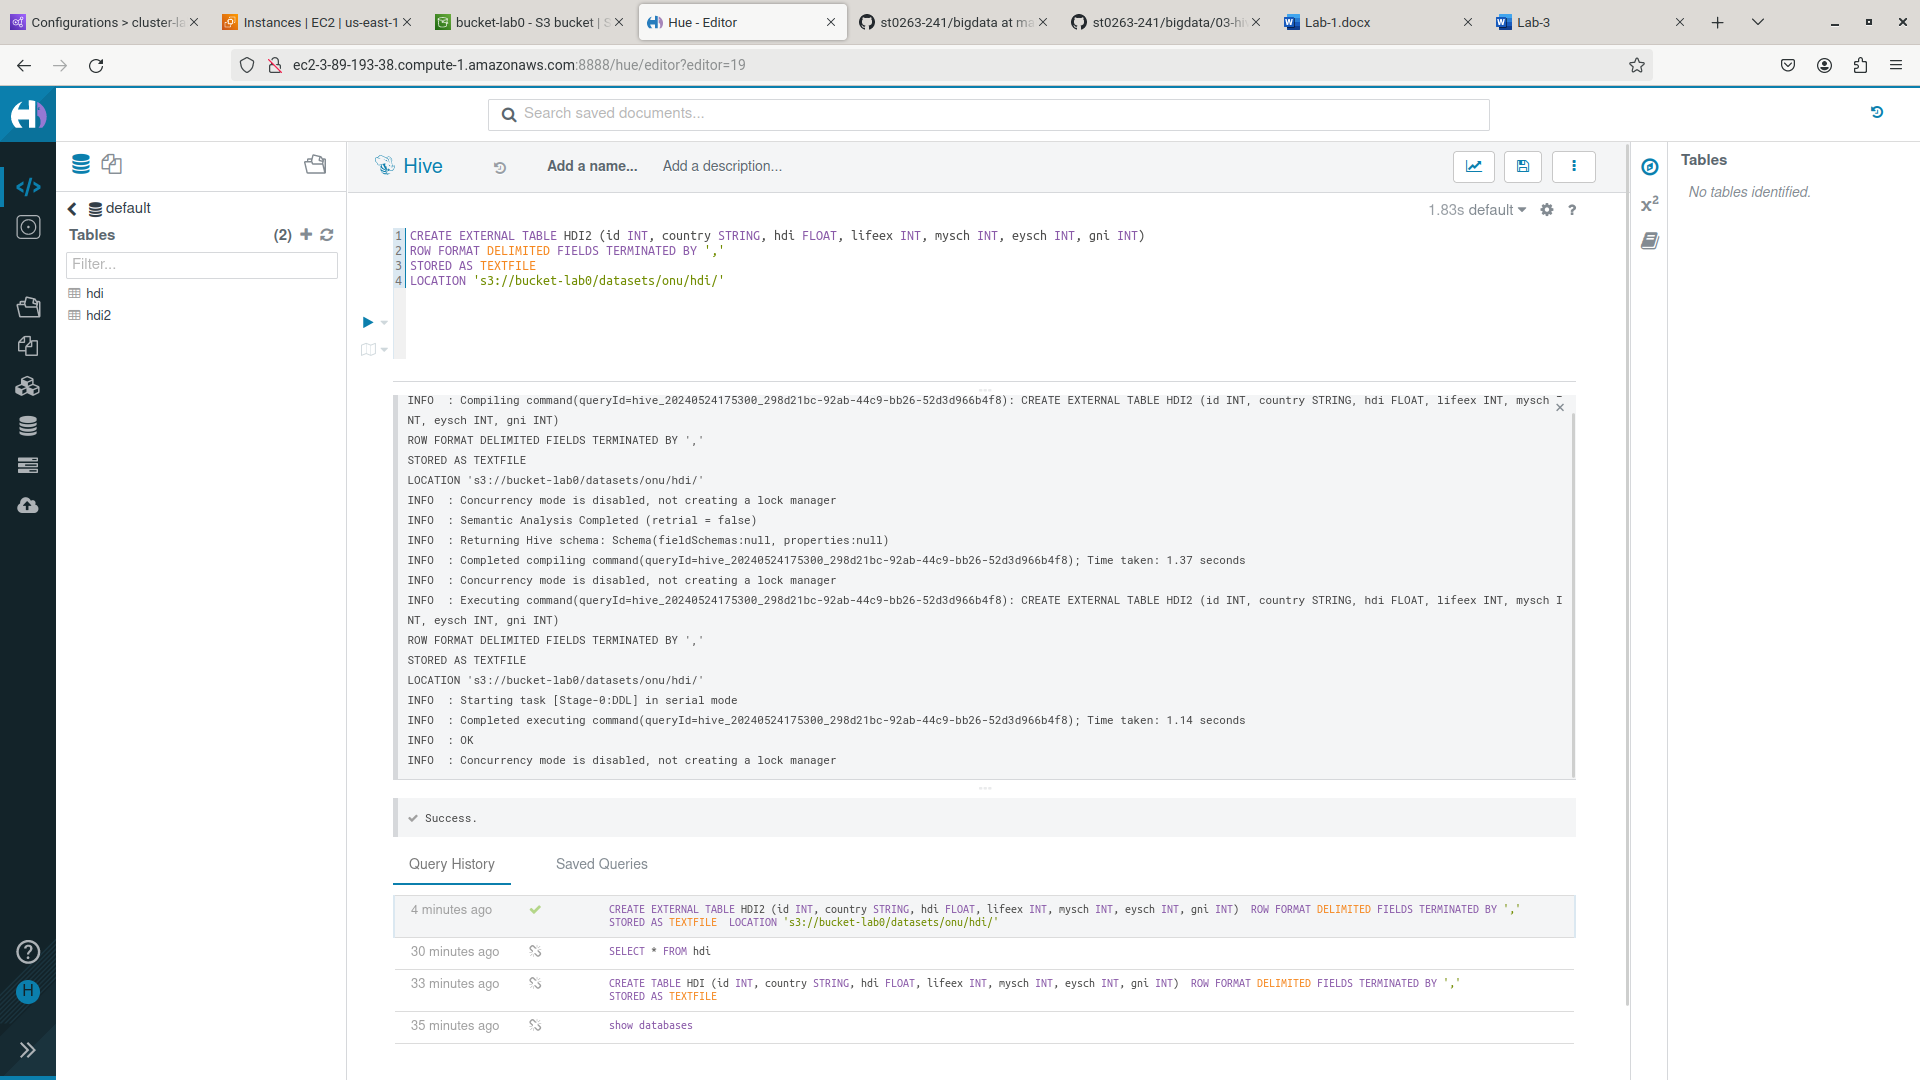 Configurations > cluster-la
Instances | EC2 | us-east-1
bucket-lab0 - S3 bucket | S
Hue - Editor
st0263-241/bigdata at ma
st0263-241/bigdata/03-hi
Lab-1.docx
Lab-3
ec2-3-89-193-38.compute-1.amazonaws.com:8888/hue/editor?editor=19
Search saved documents...
Hive
Add a name...
Add a description...
Tables
No tables identified.
default
Tables
(2)
Filter...
hdi
hdi2
1.83s default
?
x²
1 CREATE EXTERNAL TABLE HDI2 (id INT, country STRING, hdi FLOAT, lifeex INT, mysch INT, eysch INT, gni INT)
2 ROW FORMAT DELIMITED FIELDS TERMINATED BY ','
3 STORED AS TEXTFILE
4 LOCATION 's3://bucket-lab0/datasets/onu/hdi/'
INFO  : Compiling command(queryId=hive_20240524175300_298d21bc-92ab-44c9-bb26-52d3d966b4f8): CREATE EXTERNAL TABLE HDI2 (id INT, country STRING, hdi FLOAT, lifeex INT, mysch I
NT, eysch INT, gni INT)
ROW FORMAT DELIMITED FIELDS TERMINATED BY ','
STORED AS TEXTFILE
LOCATION 's3://bucket-lab0/datasets/onu/hdi/'
INFO  : Concurrency mode is disabled, not creating a lock manager
INFO  : Semantic Analysis Completed (retrial = false)
INFO  : Returning Hive schema: Schema(fieldSchemas:null, properties:null)
INFO  : Completed compiling command(queryId=hive_20240524175300_298d21bc-92ab-44c9-bb26-52d3d966b4f8); Time taken: 1.37 seconds
INFO  : Concurrency mode is disabled, not creating a lock manager
INFO  : Executing command(queryId=hive_20240524175300_298d21bc-92ab-44c9-bb26-52d3d966b4f8): CREATE EXTERNAL TABLE HDI2 (id INT, country STRING, hdi FLOAT, lifeex INT, mysch I
NT, eysch INT, gni INT)
ROW FORMAT DELIMITED FIELDS TERMINATED BY ','
STORED AS TEXTFILE
LOCATION 's3://bucket-lab0/datasets/onu/hdi/'
INFO  : Starting task [Stage-0:DDL] in serial mode
INFO  : Completed executing command(queryId=hive_20240524175300_298d21bc-92ab-44c9-bb26-52d3d966b4f8); Time taken: 1.14 seconds
INFO  : OK
INFO  : Concurrency mode is disabled, not creating a lock manager
Success.
Query History
Saved Queries
4 minutes ago
CREATE EXTERNAL TABLE HDI2 (id INT, country STRING, hdi FLOAT, lifeex INT, mysch INT, eysch INT, gni INT)  ROW FORMAT DELIMITED FIELDS TERMINATED BY ','
STORED AS TEXTFILE  LOCATION 's3://bucket-lab0/datasets/onu/hdi/'
30 minutes ago
SELECT * FROM hdi
33 minutes ago
CREATE TABLE HDI (id INT, country STRING, hdi FLOAT, lifeex INT, mysch INT, eysch INT, gni INT)  ROW FORMAT DELIMITED FIELDS TERMINATED BY ','
STORED AS TEXTFILE
35 minutes ago
show databases
?
H